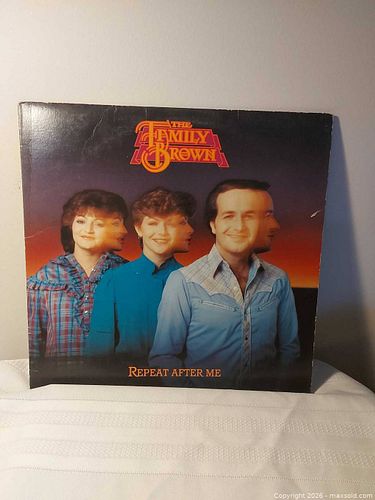 THE
FAMILY
BROWN
REPEAT AFTER ME
Copyright 2026 - maxsold.com